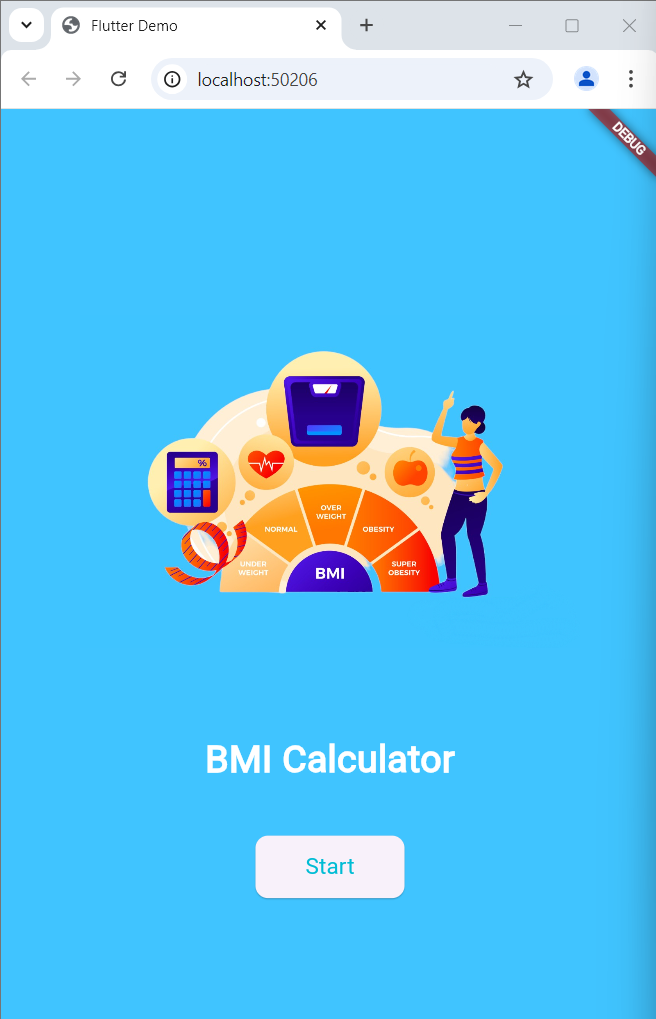 Flutter Demo
localhost:50206
DEBUG
%
OVER
WEIGHT
NORMAL
OBESITY
UNDER
WEIGHT
BMI
SUPER
OBESITY
BMI Calculator
Start